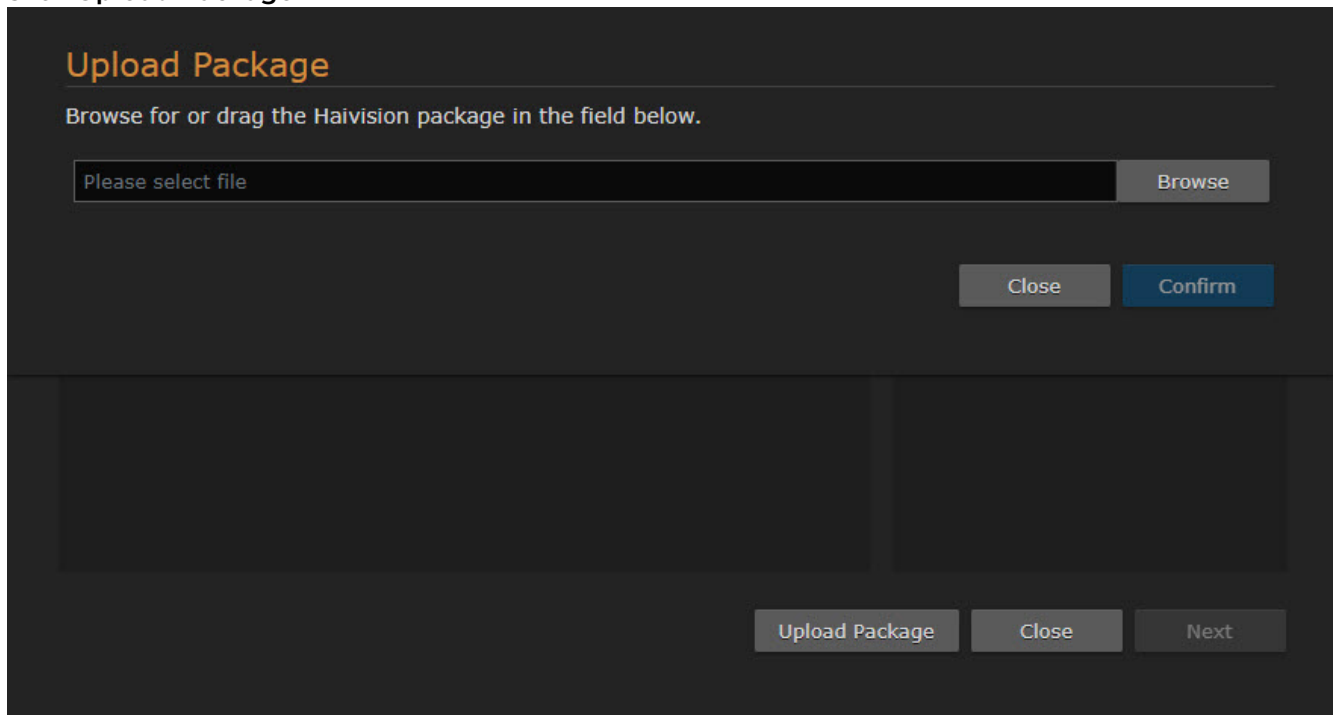 Upload Package
Browse for or drag the Haivision package in the field below.
Please select file
Browse
Close
Confirm
Upload Package
Close
Next